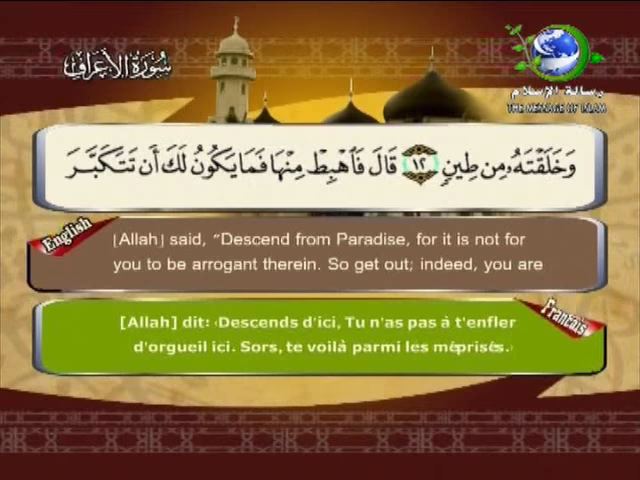 سورة الأعراف
رسالة الإسلام
THE MESSAGE OF ISLAM
وَخَلَقْتَهُۥ مِن طِينٍ ١٢ قَالَ فَٱهْبِطْ مِنْهَا فَمَا يَكُونُ لَكَ أَن تَتَكَبَّرَ
English
[Allah] said, “Descend from Paradise, for it is not for
you to be arrogant therein. So get out; indeed, you are
Francais
[Allah] dit: ‹Descends d'ici, Tu n'as pas à t'enfler
d'orgueil ici. Sors, te voilà parmi les méprisés.›